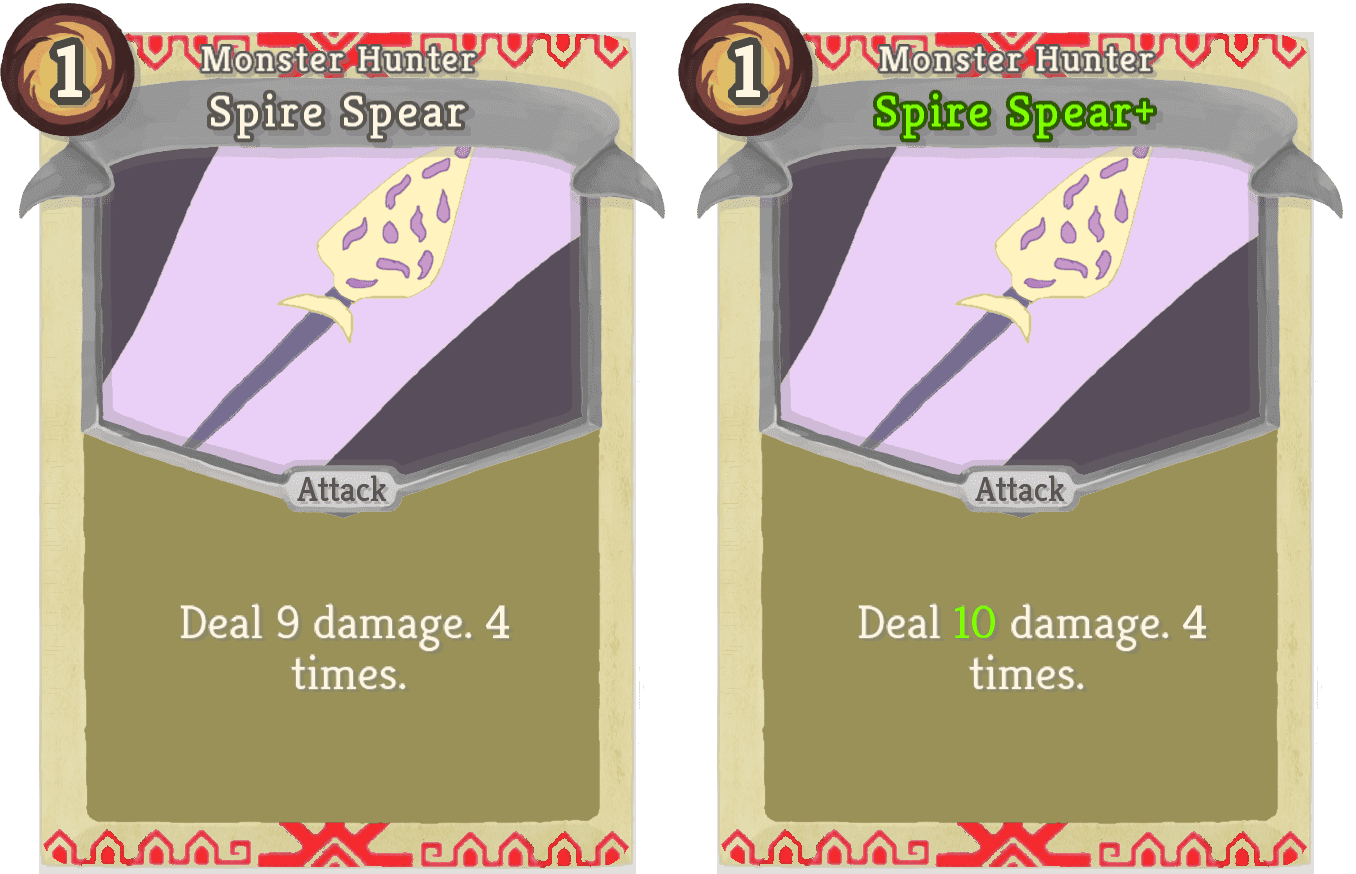 1
Monster Hunter
Spire Spear
Attack
Deal 9 damage. 4
times.
1
Monster Hunter
Spire Spear+
Attack
Deal 10 damage. 4
times.